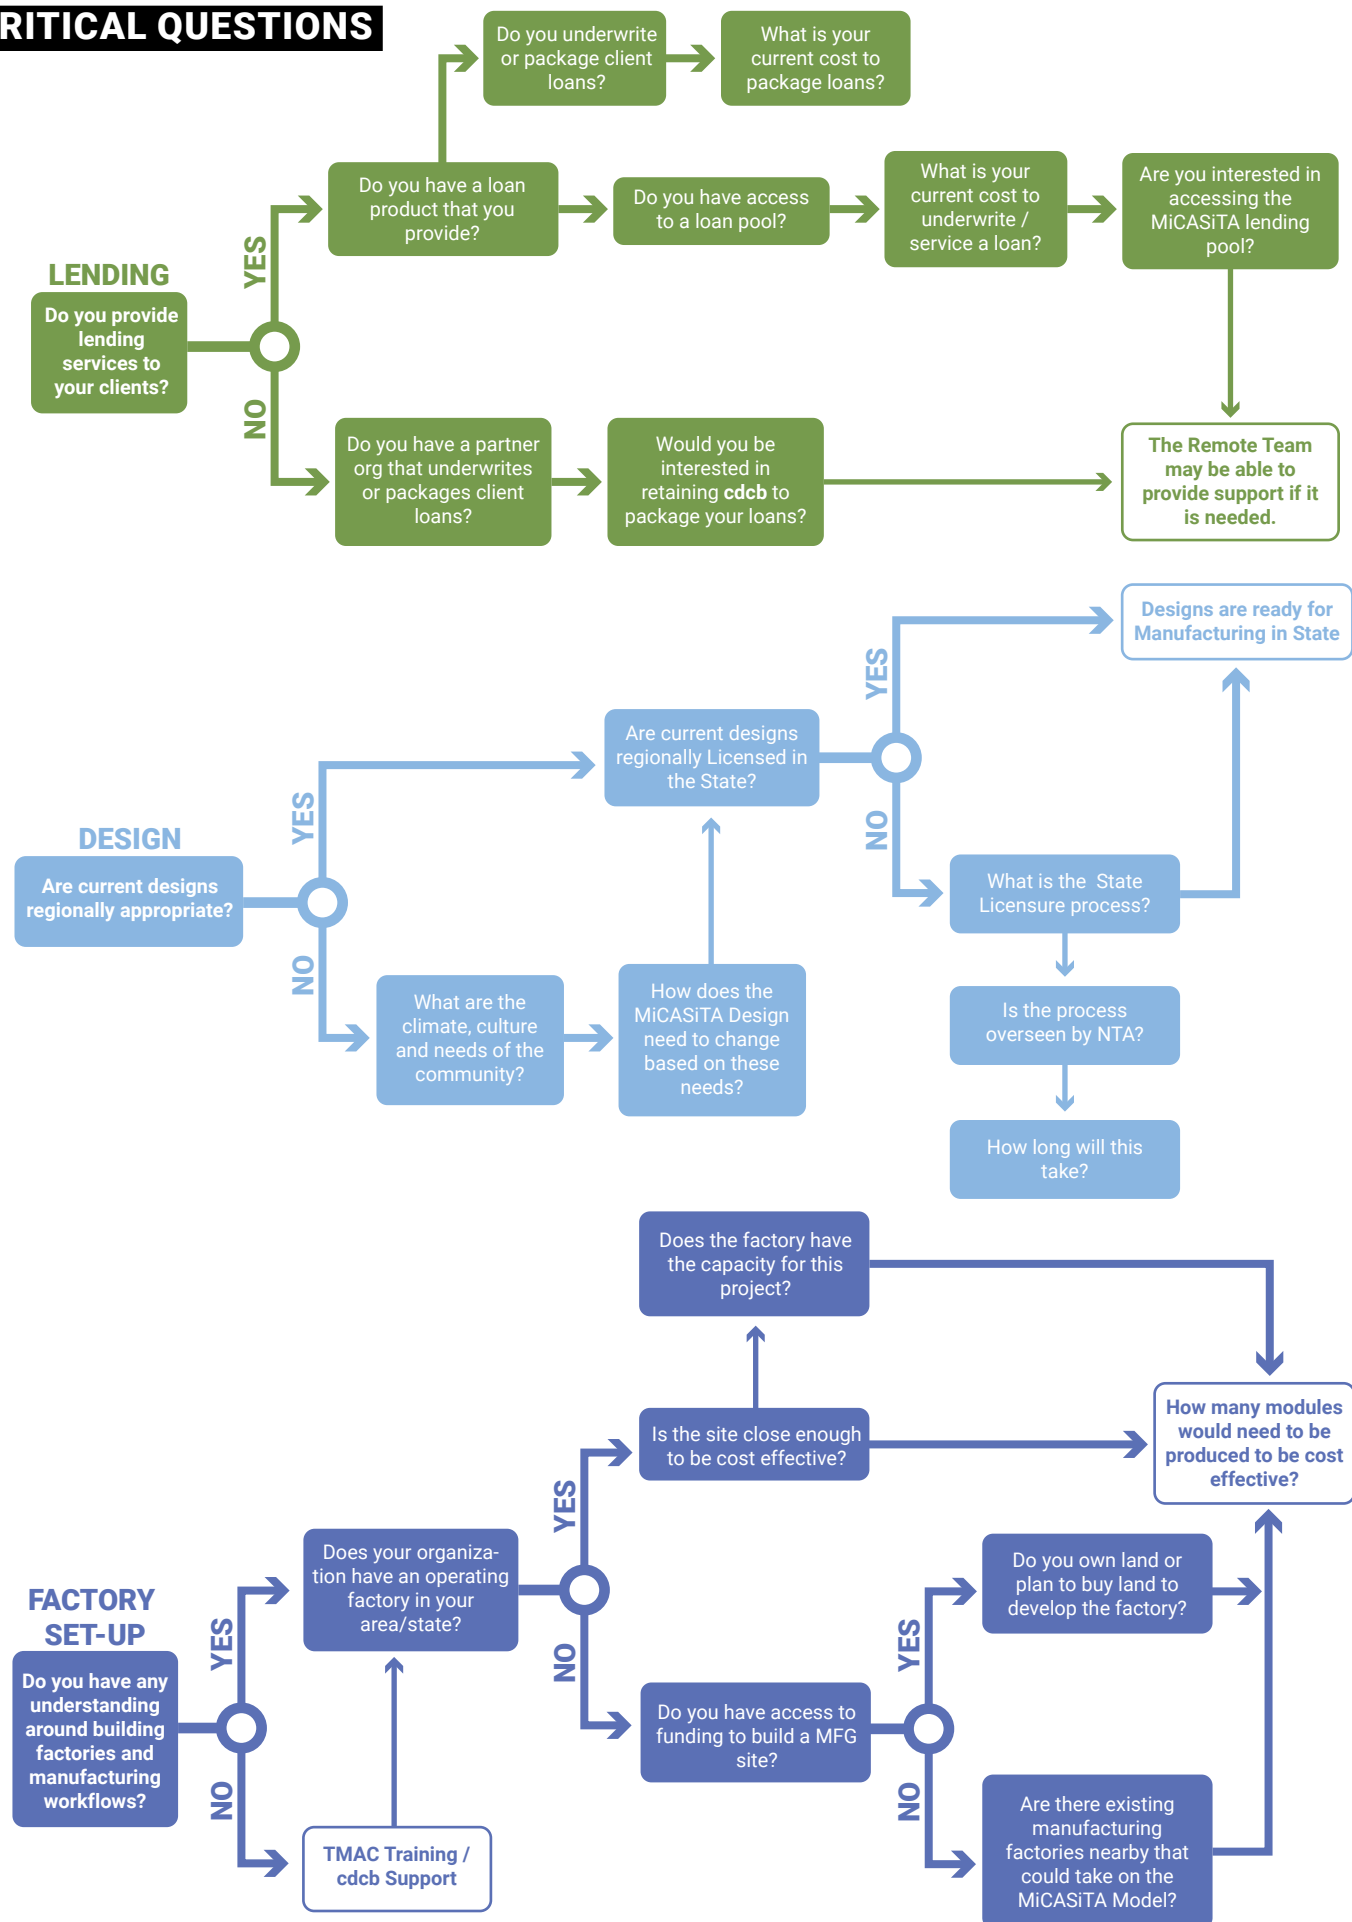 RITICAL QUESTIONS
Do you underwrite
or package client
loans?
What is your
current cost to
package loans?
LENDING
Do you provide
lending
services to
your clients?
YES
Do you have a loan
product that you
provide?
Do you have access
to a loan pool?
What is your
current cost to
underwrite /
service a loan?
Are you interested in
accessing the
MiCASiTA lending
pool?
NO
Do you have a partner
org that underwrites
or packages client
loans?
Would you be
interested in
retaining cdcb to
package your loans?
The Remote Team
may be able to
provide support if it
is needed.
DESIGN
Are current designs
regionally appropriate?
YES
Are current designs
regionally Licensed in
the State?
YES
Designs are ready for
Manufacturing in State
NO
What is the State
Licensure process?
Is the process
overseen by NTA?
How long will this
take?
NO
What are the
climate, culture
and needs of the
community?
How does the
MiCASiTA Design
need to change
based on these
needs?
FACTORY
SET-UP
Do you have any
understanding
around building
factories and
manufacturing
workflows?
YES
Does your organiza-
tion have an operating
factory in your
area/state?
YES
Is the site close enough
to be cost effective?
Does the factory have
the capacity for this
project?
How many modules
would need to be
produced to be cost
effective?
NO
Do you have access to
funding to build a MFG
site?
YES
Do you own land or
plan to buy land to
develop the factory?
NO
Are there existing
manufacturing
factories nearby that
could take on the
MiCASiTA Model?
NO
TMAC Training /
cdcb Support